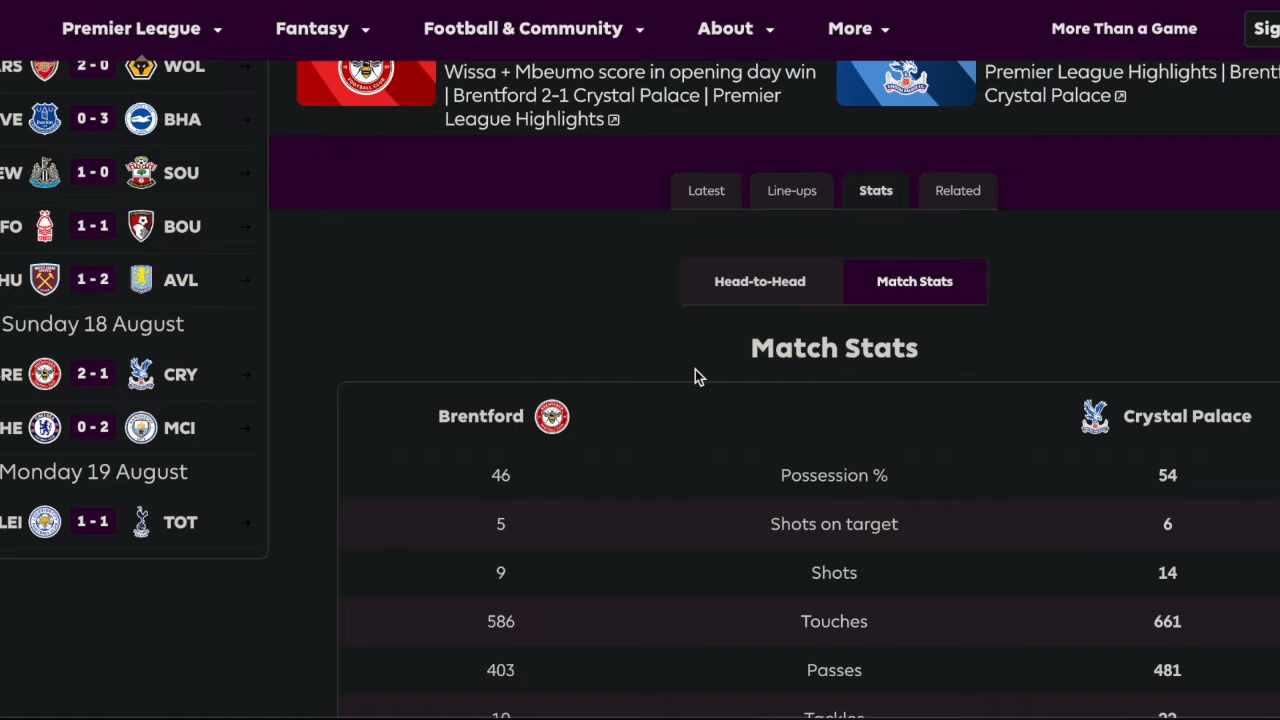 Premier League
Fantasy
Football & Community
About
More
More Than a Game
Sig
ARS 2 - 0 WOL
VE 0 - 3 BHA
EW 1 - 0 SOU
FO 1 - 1 BOU
HU 1 - 2 AVL
Sunday 18 August
RE 2 - 1 CRY
HE 0 - 2 MCI
Monday 19 August
LEI 1 - 1 TOT
Wissa + Mbeumo score in opening day win
| Brentford 2-1 Crystal Palace | Premier
League Highlights
Premier League Highlights | Brentf
Crystal Palace
Latest
Line-ups
Stats
Related
Head-to-Head
Match Stats
Match Stats
Brentford
Crystal Palace
46 Possession % 54
5 Shots on target 6
9 Shots 14
586 Touches 661
403 Passes 481
Tackles